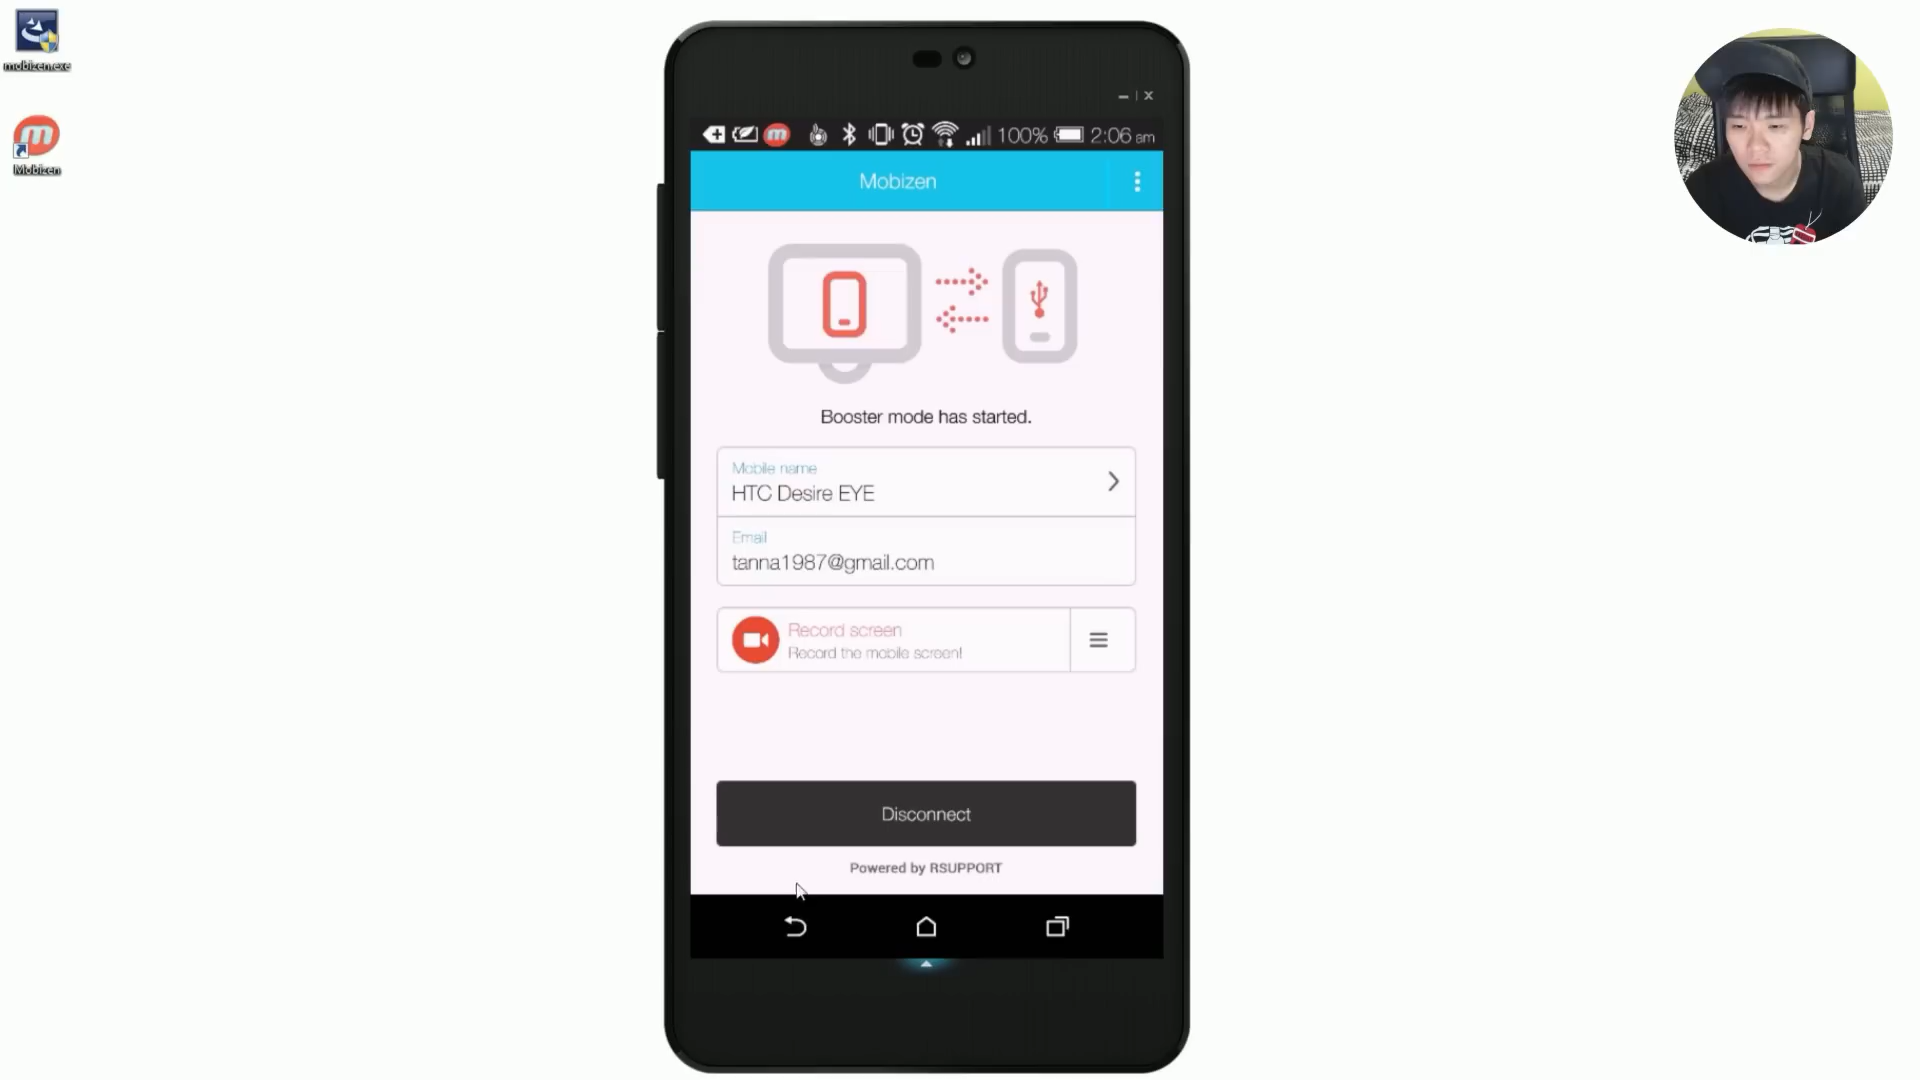 mobizen.exe
Mobizen
100% 2:06 am
Mobizen
Booster mode has started.
Mobile name
HTC Desire EYE
Email
tanna1987@gmail.com
Record screen
Record the mobile screen!
Disconnect
Powered by RSUPPORT